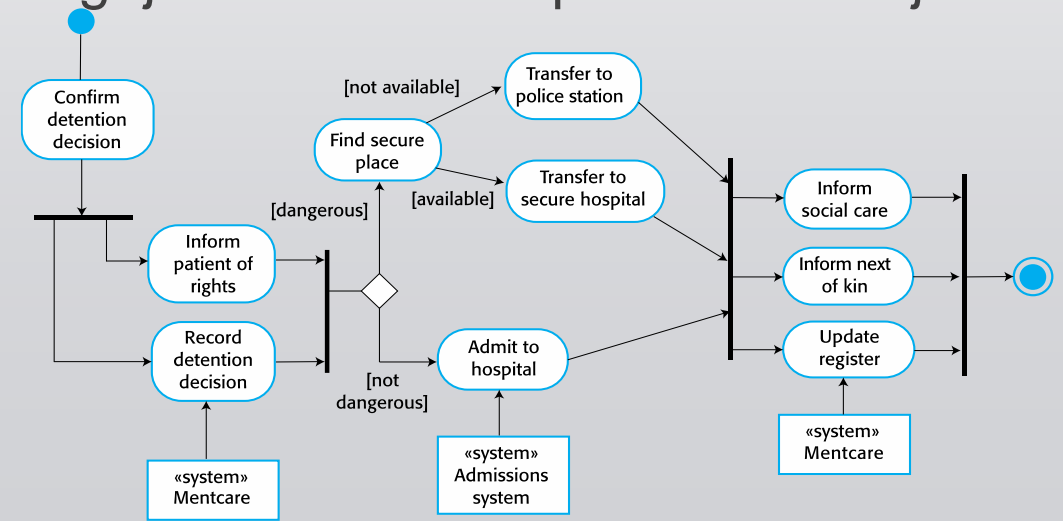 Confirm
detention
decision
Inform
patient of
rights
Record
detention
decision
«system»
Mentcare
[dangerous]
[not
dangerous]
Find secure
place
[not available]
[available]
Transfer to
police station
Transfer to
secure hospital
Admit to
hospital
«system»
Admissions
system
Inform
social care
Inform next
of kin
Update
register
«system»
Mentcare